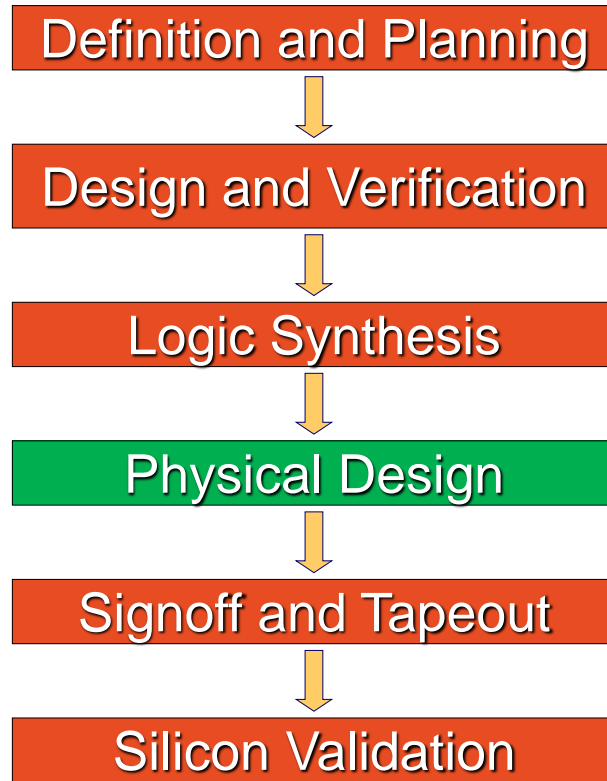 Definition and Planning
Design and Verification
Logic Synthesis
Physical Design
Signoff and Tapeout
Silicon Validation